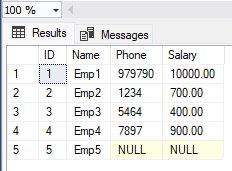 100 %
Results Messages
ID Name Phone Salary
1 1 Emp1 979790 10000.00
2 2 Emp2 1234 700.00
3 3 Emp3 5464 400.00
4 4 Emp4 7897 900.00
5 5 Emp5 NULL NULL